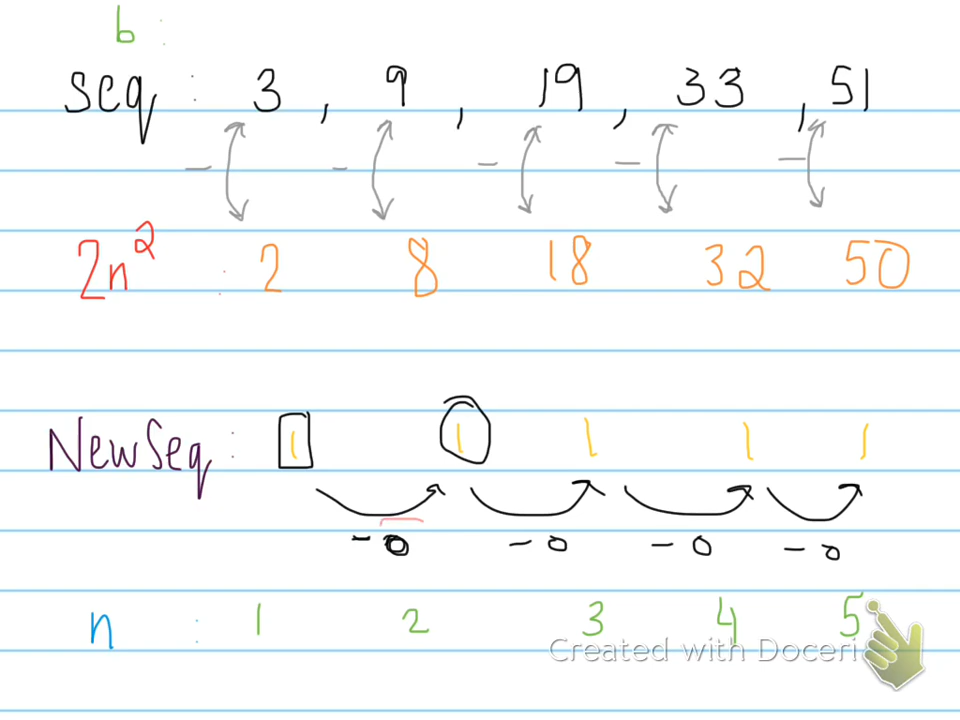 b :
seq : 3 , 9 , 19 , 33 , 51
- - - - -
2n² : 2 8 18 32 50
NewSeq : 1 1 1 1 1
-0 -0 -0 -0
n : 1 2 3 4 5
Created with Doceri